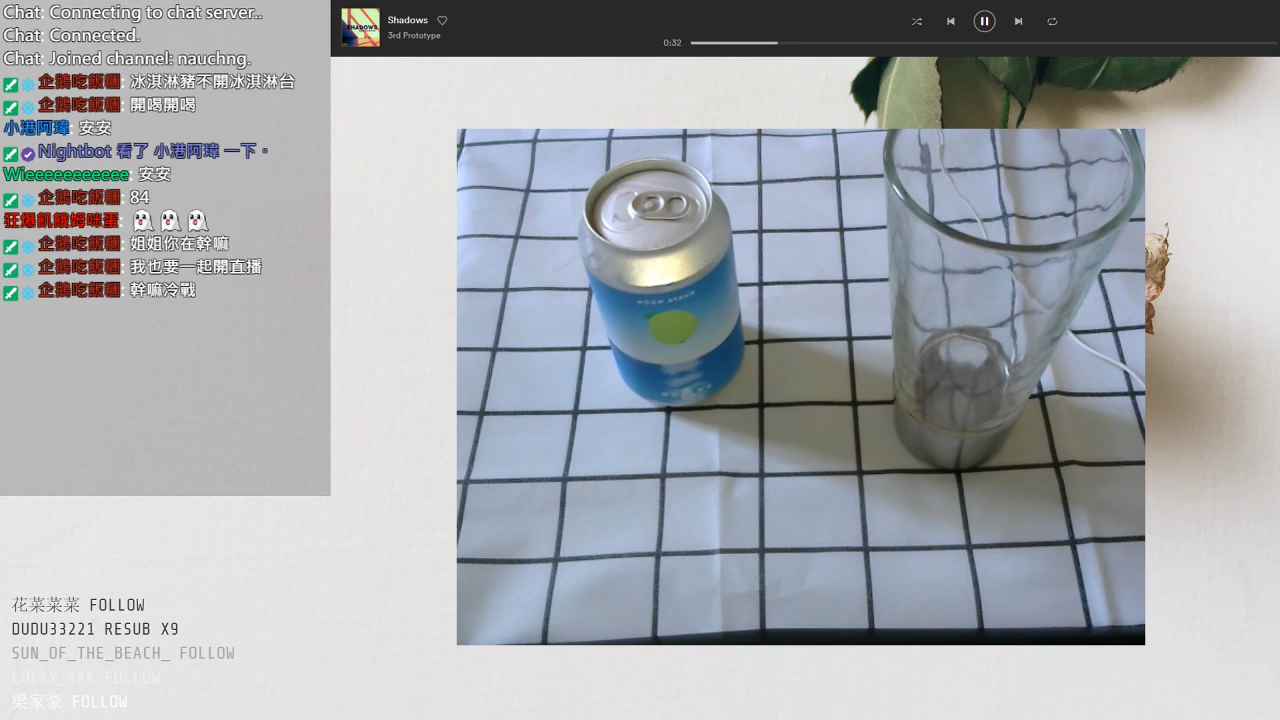 Chat: Connecting to chat server..
Chat: Connected.
Chat: Joined channel: nauchng.
企鵝吃飯糰: 冰淇淋豬不開冰淇淋台
企鵝吃飯糰: 開喝開喝
小港阿瑋: 安安
Nightbot 看了 小港阿瑋 一下。
Wieeeeeeeeeee: 安安
企鵝吃飯糰: 84
狂爆飢餓姆咪蛋:
企鵝吃飯糰: 姐姐你在幹嘛
企鵝吃飯糰: 我也要一起開直播
企鵝吃飯糰: 幹嘛冷戰
Shadows
3rd Prototype
0:32
SHADOWS
花菜菜菜 FOLLOW
DUDU33221 RESUB X9
SUN_OF_THE_BEACH_ FOLLOW
LUCKY_KKK FOLLOW
梁家豪 FOLLOW